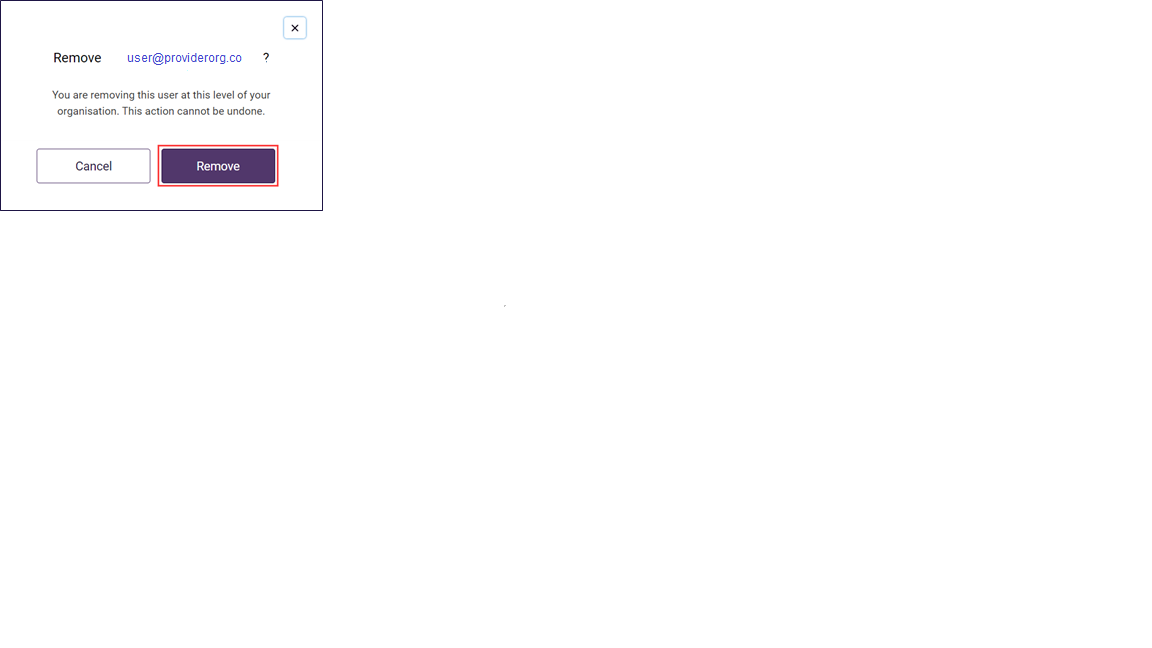 Remove user@providerorg.co ?
You are removing this user at this level of your
organisation. This action cannot be undone.
Cancel Remove